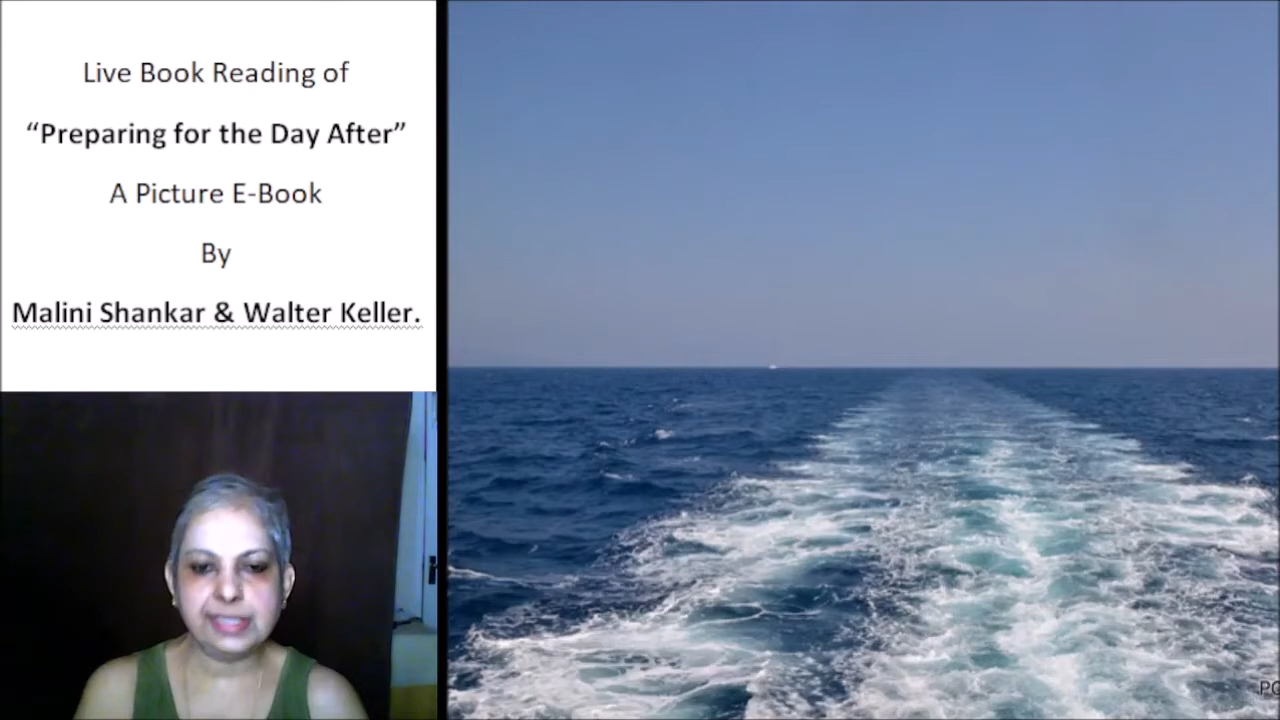 Live Book Reading of
“Preparing for the Day After”
A Picture E-Book
By
Malini Shankar & Walter Keller.